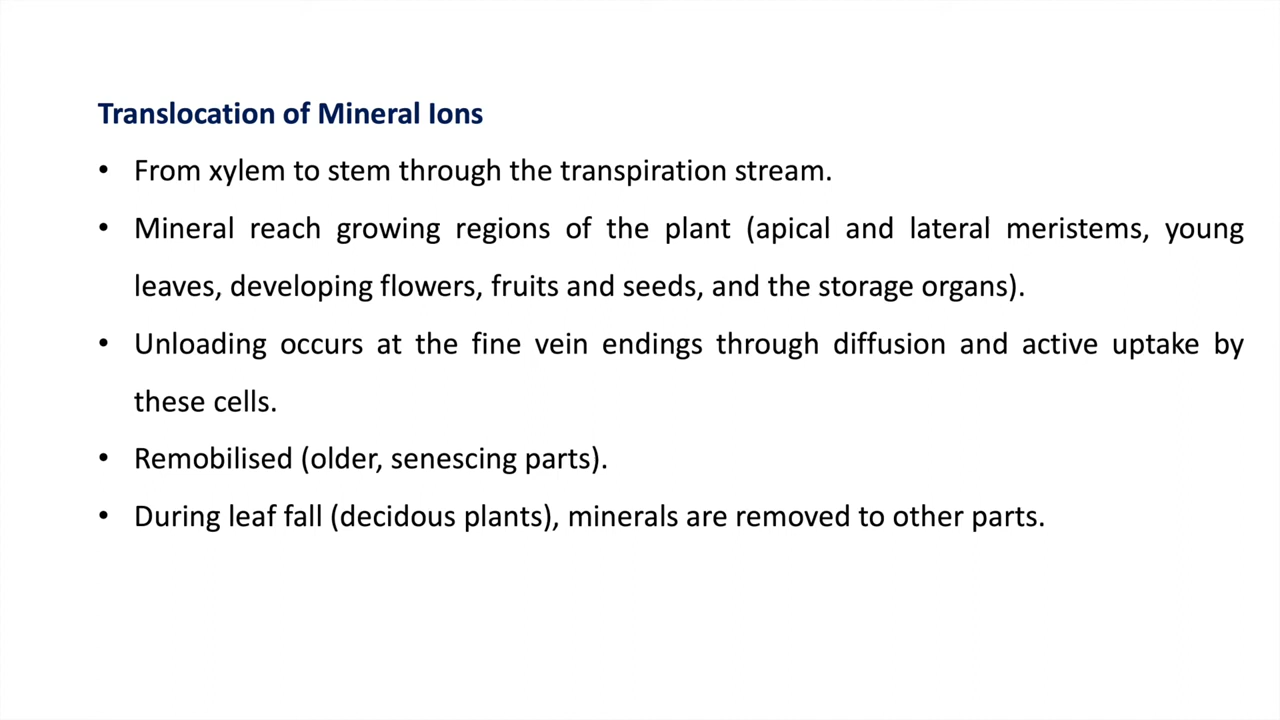 Translocation of Mineral Ions
• From xylem to stem through the transpiration stream.
• Mineral reach growing regions of the plant (apical and lateral meristems, young
leaves, developing flowers, fruits and seeds, and the storage organs).
• Unloading occurs at the fine vein endings through diffusion and active uptake by
these cells.
• Remobilised (older, senescing parts).
• During leaf fall (decidous plants), minerals are removed to other parts.